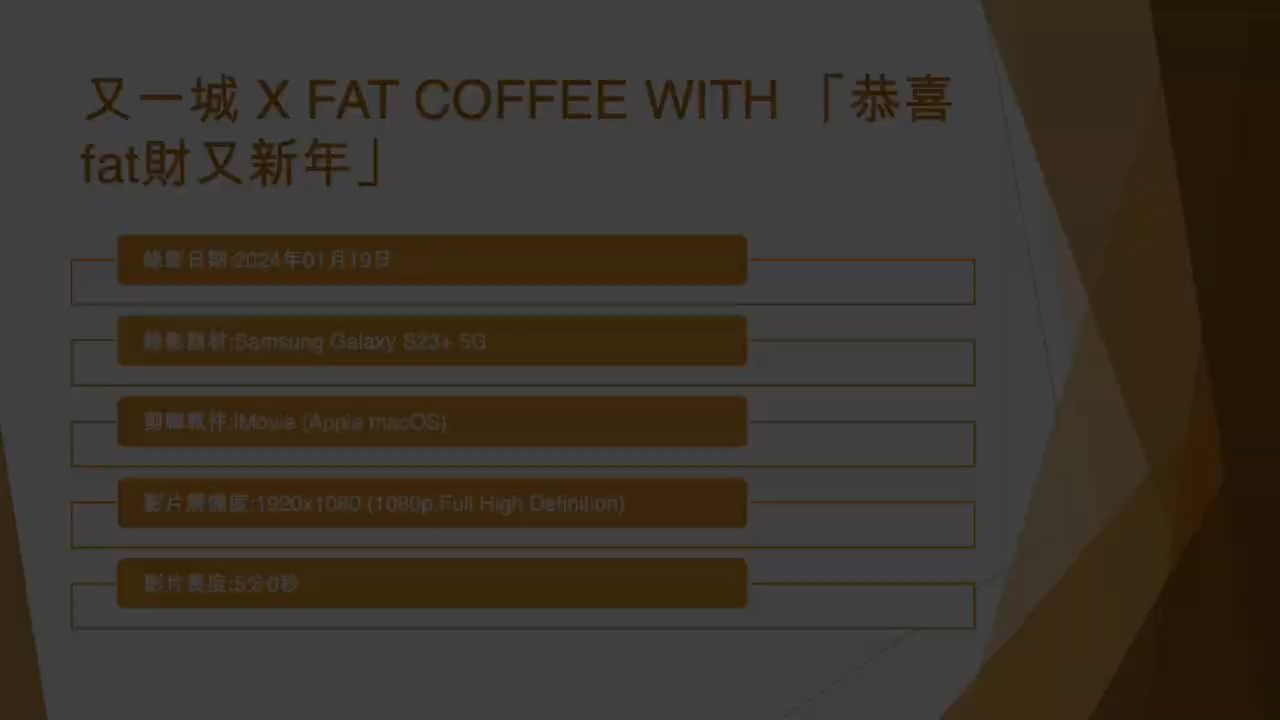 又一城 X FAT COFFEE WITH 「恭喜
fat財又新年」
錄影日期:2024年01月19日
錄影器材:Samsung Galaxy S23+ 5G
剪輯軟件:iMovie (Apple macOS)
影片解像度:1920x1080 (1080p,Full High Definition)
影片長度:5分0秒